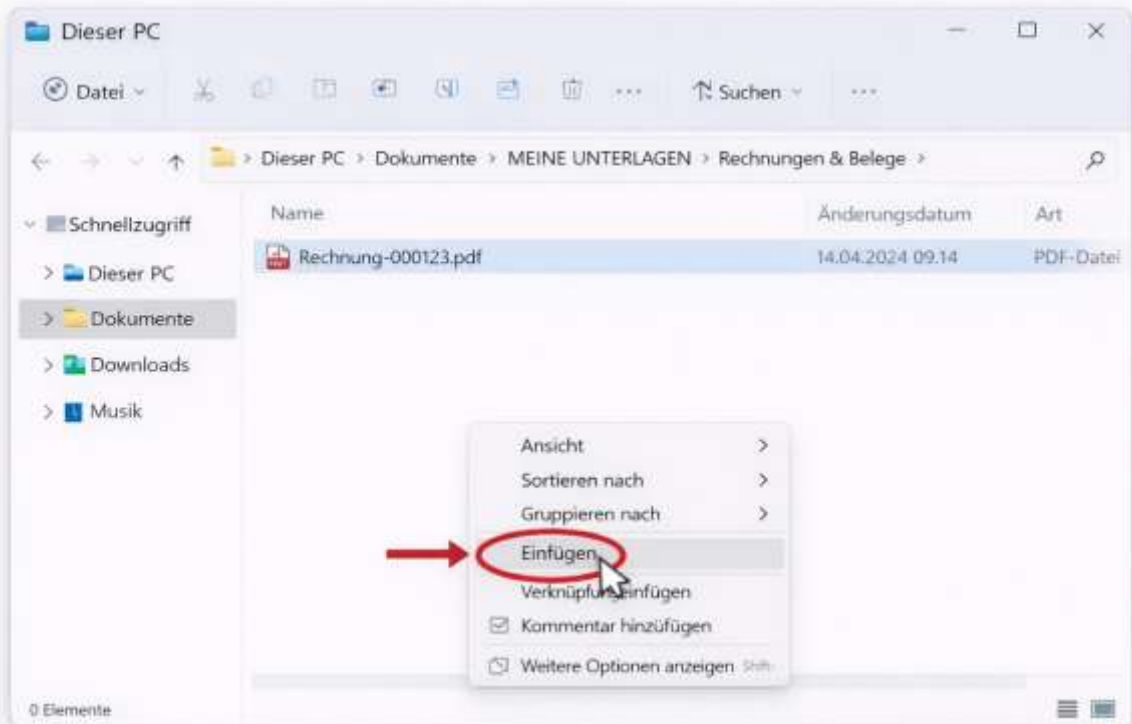 Dieser PC
Datei Suchen
Dieser PC > Dokumente > MEINE UNTERLAGEN > Rechnungen & Belege >
Schnellzugriff
Dieser PC
Dokumente
Downloads
Musik
Name Änderungsdatum Art
Rechnung-000123.pdf 14.04.2024 09.14 PDF-Datei
Ansicht
Sortieren nach
Gruppieren nach
Einfügen
einfügen
Kommentar hinzufügen
Weitere Optionen anzeigen
0 Elemente